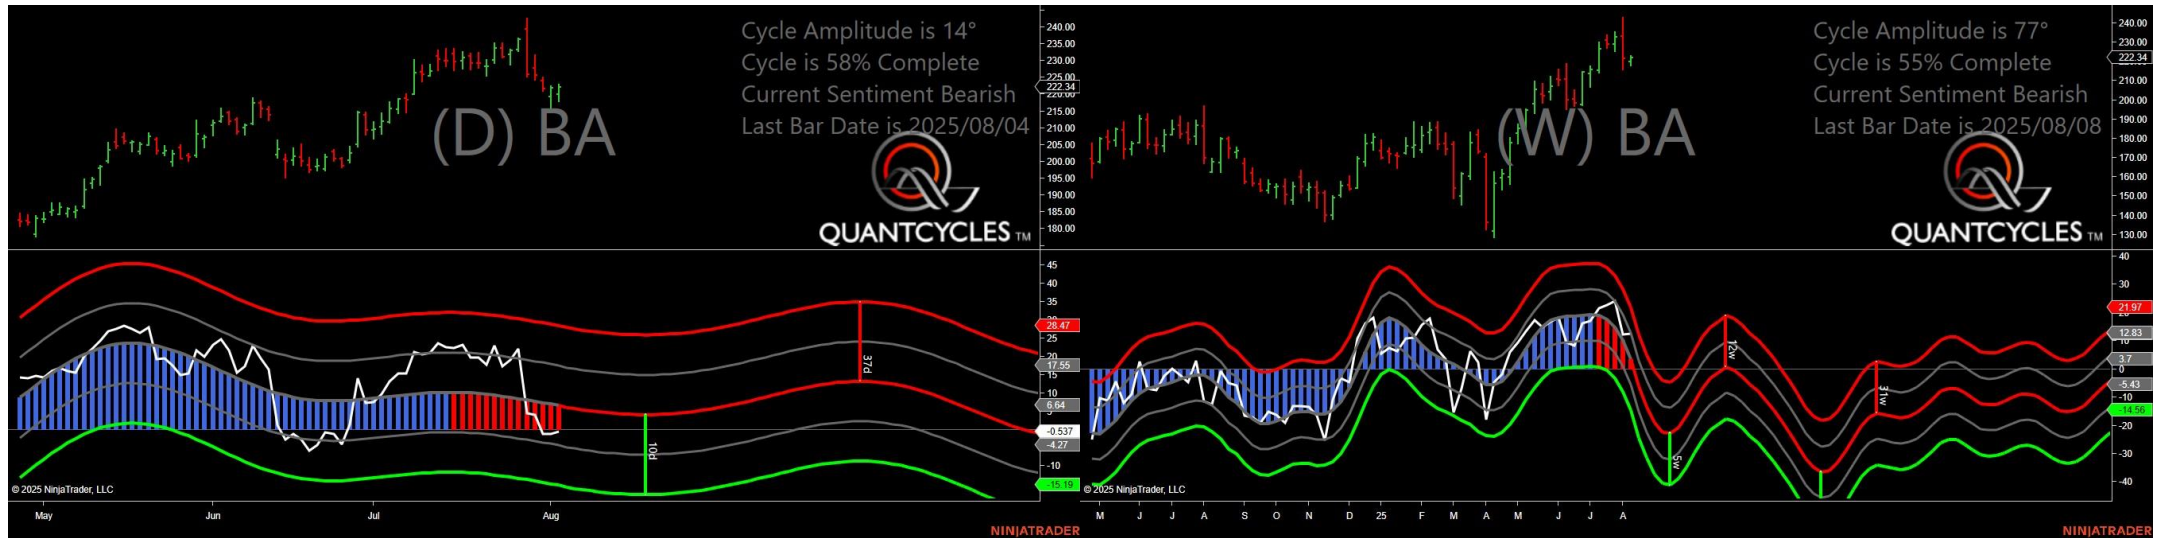 Cycle Amplitude is 14°
Cycle is 58% Complete
Current Sentiment Bearish
Last Bar Date is 2025/08/04
(D) BA
QUANTCYCLES TM
240.00
235.00
230.00
225.00
222.34
220.00
215.00
210.00
205.00
200.00
195.00
190.00
185.00
180.00
45
40
35
28.47
25
20
17.55
15
10
6.64
-0.537
-4.27
-10
-15.19
37d
10d
© 2025 NinjaTrader, LLC
May
Jun
Jul
Aug
NINJATRADER
Cycle Amplitude is 77°
Cycle is 55% Complete
Current Sentiment Bearish
Last Bar Date is 2025/08/08
(W) BA
QUANTCYCLES TM
240.00
230.00
222.34
210.00
200.00
190.00
180.00
170.00
160.00
150.00
140.00
130.00
40
30
21.97
12.83
3.7
0
-5.43
-10
-14.56
-20
-30
-40
12w
31w
5w
© 2025 NinjaTrader, LLC
M
J
J
A
S
O
N
D
25
F
M
A
M
J
J
A
NINJATRADER